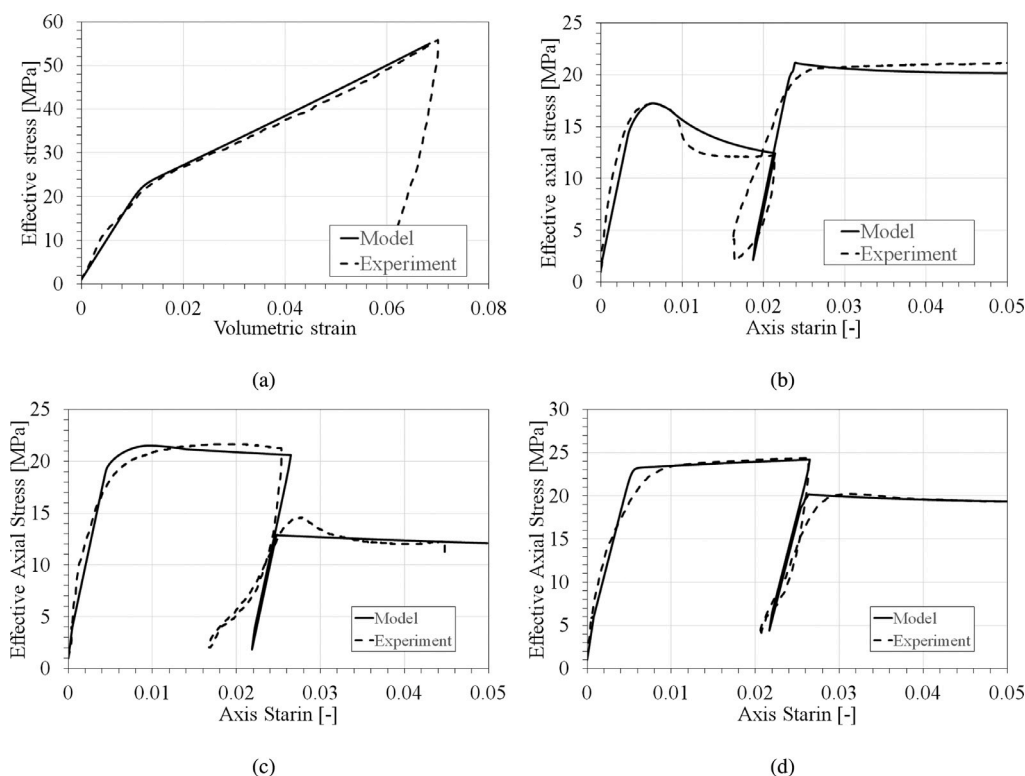 Effective stress [MPa]
60
50
40
30
20
10
0
0
0.02
0.04
0.06
0.08
Volumetric strain
Model
Experiment
(a)
Effective axial stress [MPa]
25
20
15
10
5
0
0
0.01
0.02
0.03
0.04
0.05
Axis starin [-]
Model
Experiment
(b)
Effective Axial Stress [MPa]
25
20
15
10
5
0
0
0.01
0.02
0.03
0.04
0.05
Axis Starin [-]
Model
Experiment
(c)
Effective Axial Stress [MPa]
30
25
20
15
10
5
0
0
0.01
0.02
0.03
0.04
0.05
Axis Starin [-]
Model
Experiment
(d)